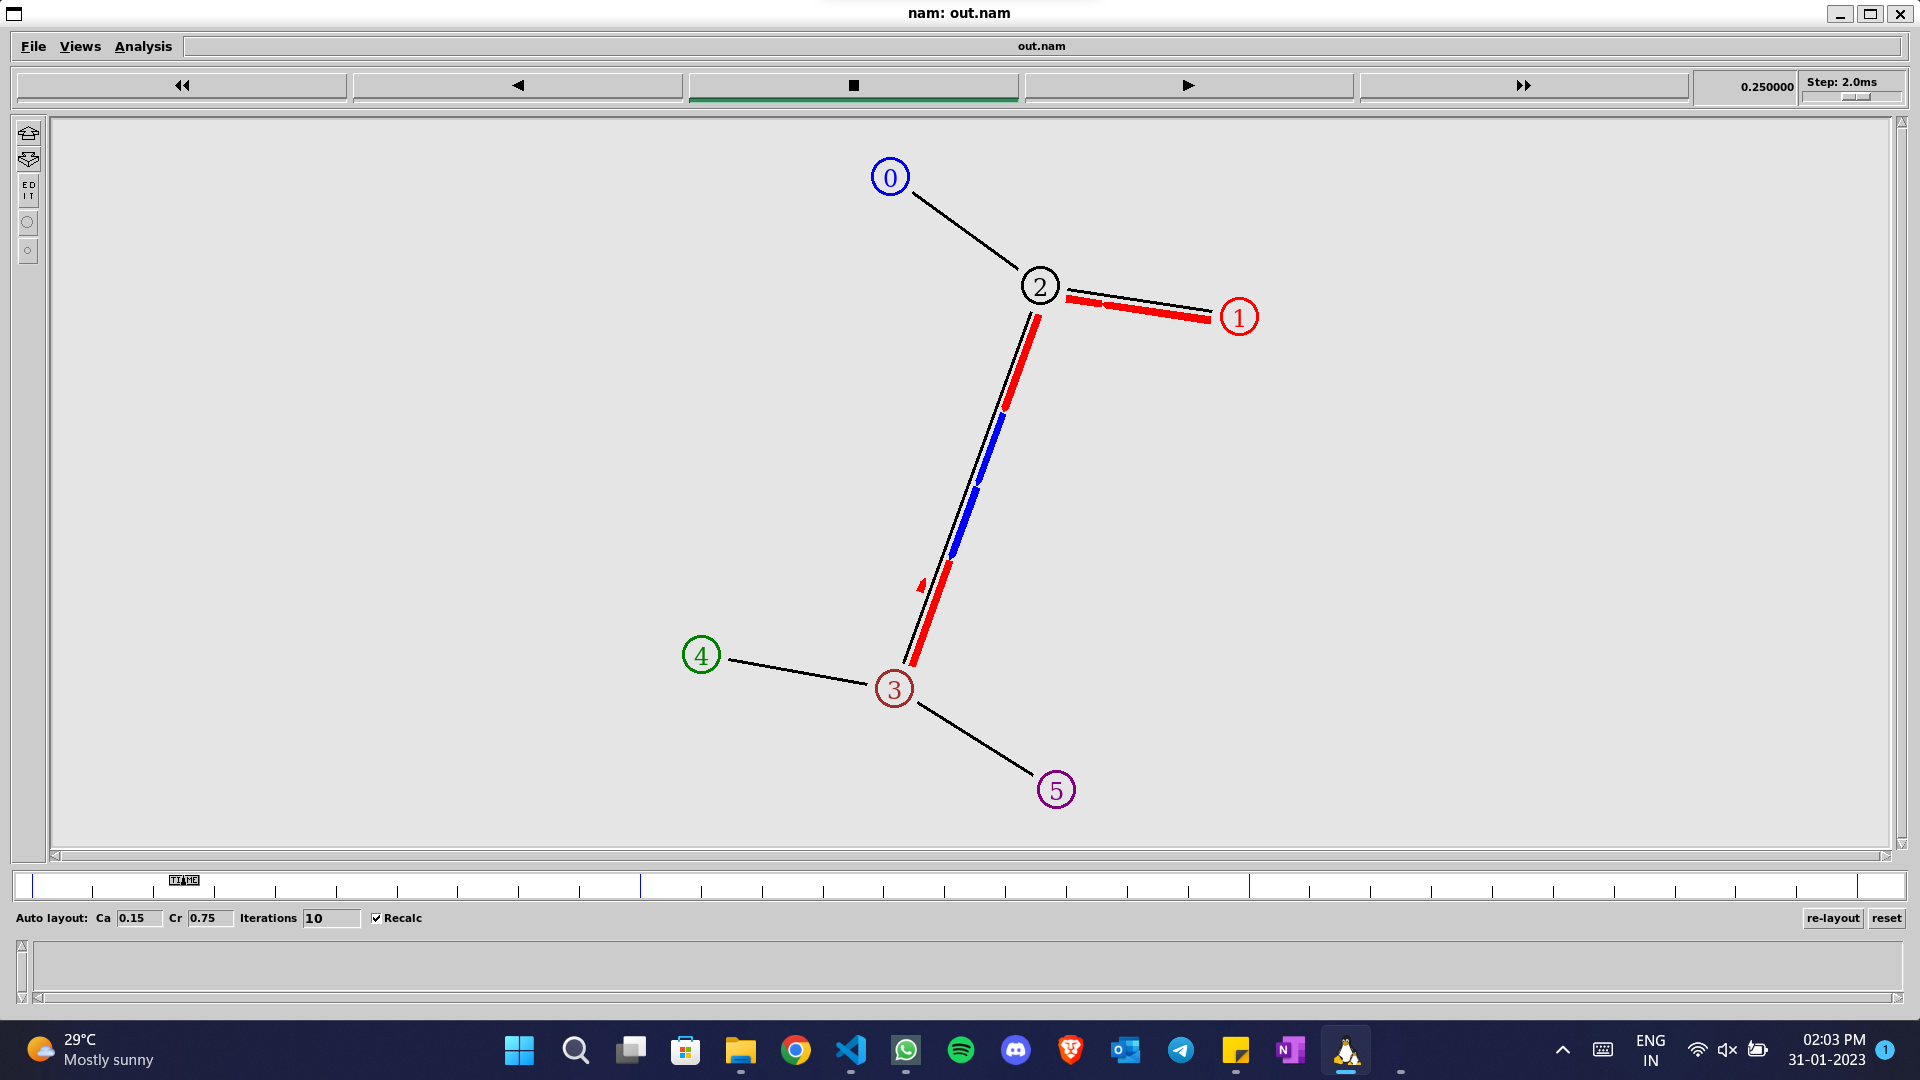 nam: out.nam
File Views Analysis out.nam
0.250000 Step: 2.0ms
ED
IT
0
2
1
4
3
5
TIME
Auto layout: Ca 0.15 Cr 0.75 Iterations 10 Recalc re-layout reset
29°C
Mostly sunny
ENG
IN
02:03 PM
31-01-2023
1